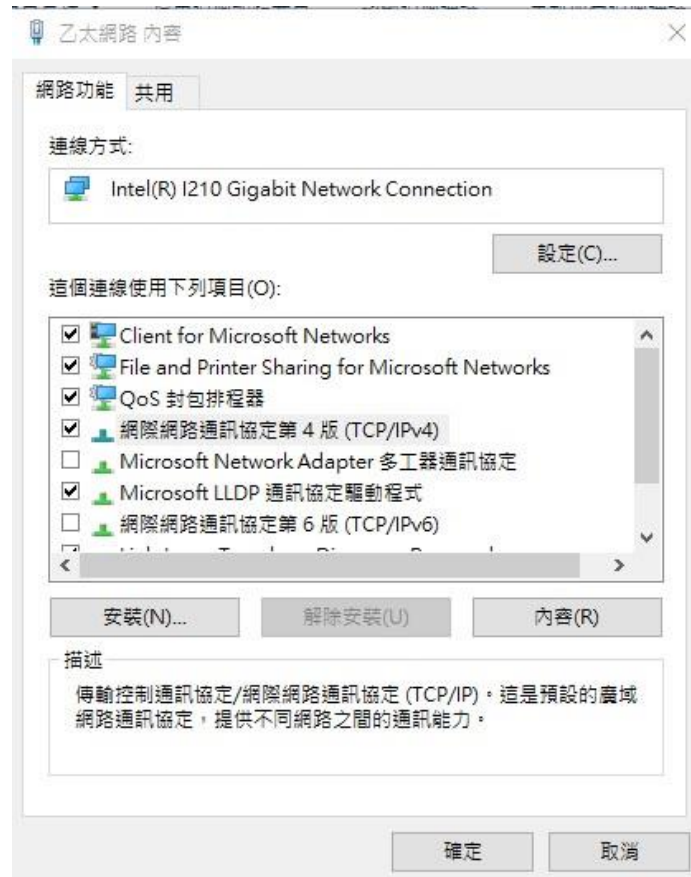 乙太網路 內容
網路功能
共用
連線方式:
Intel(R) I210 Gigabit Network Connection
設定(C)...
這個連線使用下列項目(O):
Client for Microsoft Networks
File and Printer Sharing for Microsoft Networks
QoS 封包排程器
網際網路通訊協定第 4 版 (TCP/IPv4)
Microsoft Network Adapter 多工器通訊協定
Microsoft LLDP 通訊協定驅動程式
網際網路通訊協定第 6 版 (TCP/IPv6)
安裝(N)...
解除安裝(U)
內容(R)
描述
傳輸控制通訊協定/網際網路通訊協定 (TCP/IP)。這是預設的廣域
網路通訊協定，提供不同網路之間的通訊能力。
確定
取消